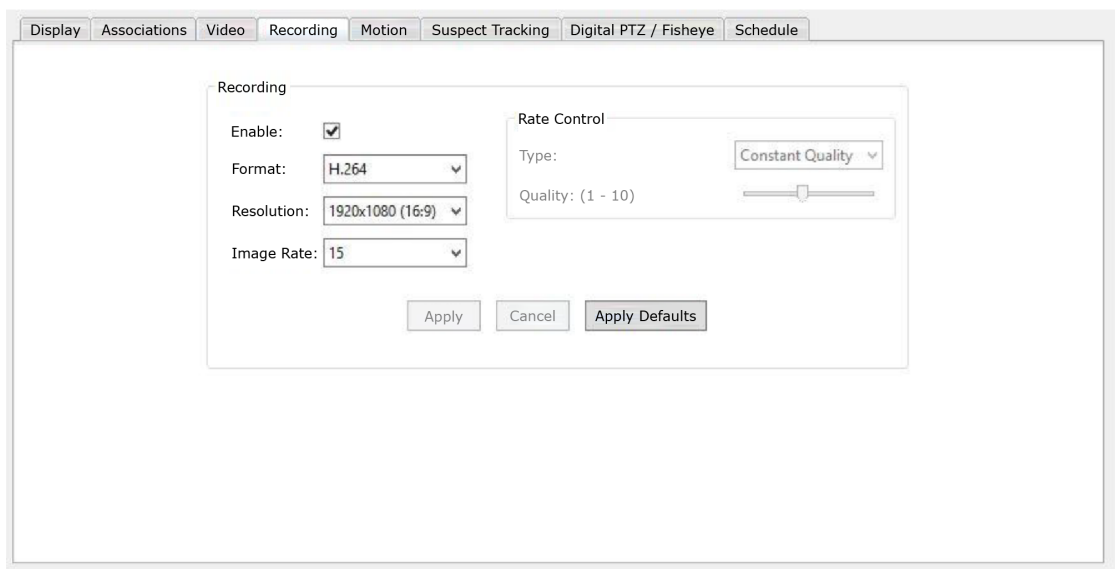 Display Associations Video Recording Motion Suspect Tracking Digital PTZ / Fisheye Schedule
Recording
Enable:
Format: H.264
Resolution: 1920x1080 (16:9)
Image Rate: 15
Rate Control
Type: Constant Quality
Quality: (1 - 10)
Apply Cancel Apply Defaults